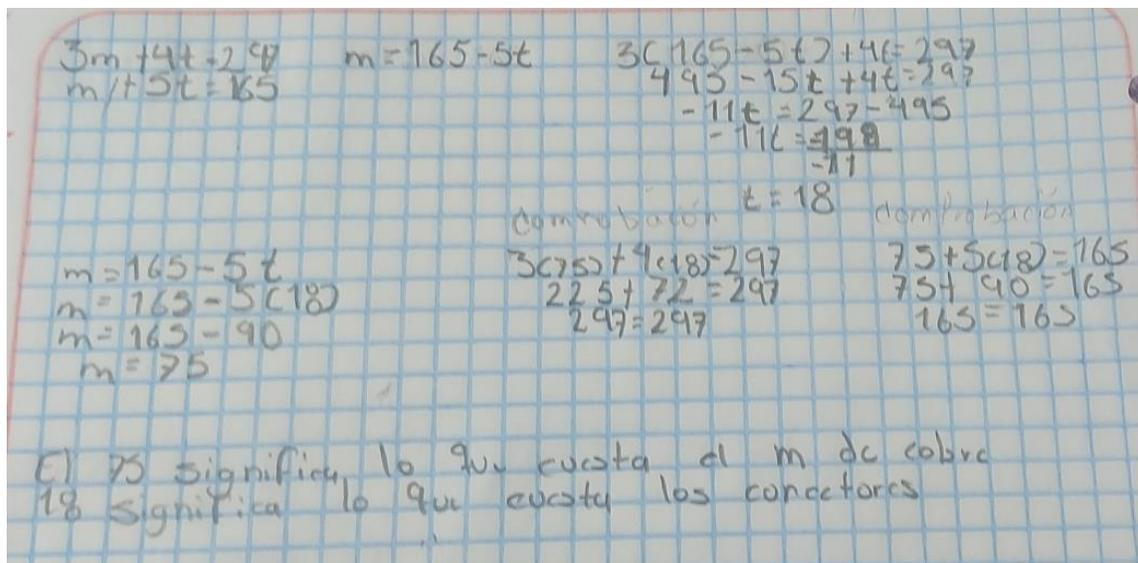 3m + 4t = 297
m + 5t = 165
m = 165 - 5t
3(165 - 5t) + 4t = 297
495 - 15t + 4t = 297
- 11t = 297 - 495
- 11t = -198
-11
t = 18
m = 165 - 5t
m = 165 - 5(18)
m = 165 - 90
m = 75
comprobación
3(75) + 4(18) = 297
225 + 72 = 297
297 = 297
comprobación
75 + 5(18) = 165
75 + 90 = 165
165 = 165
El 75 significa lo que cuesta el m de cobre
18 significa lo que cuesta los conectores